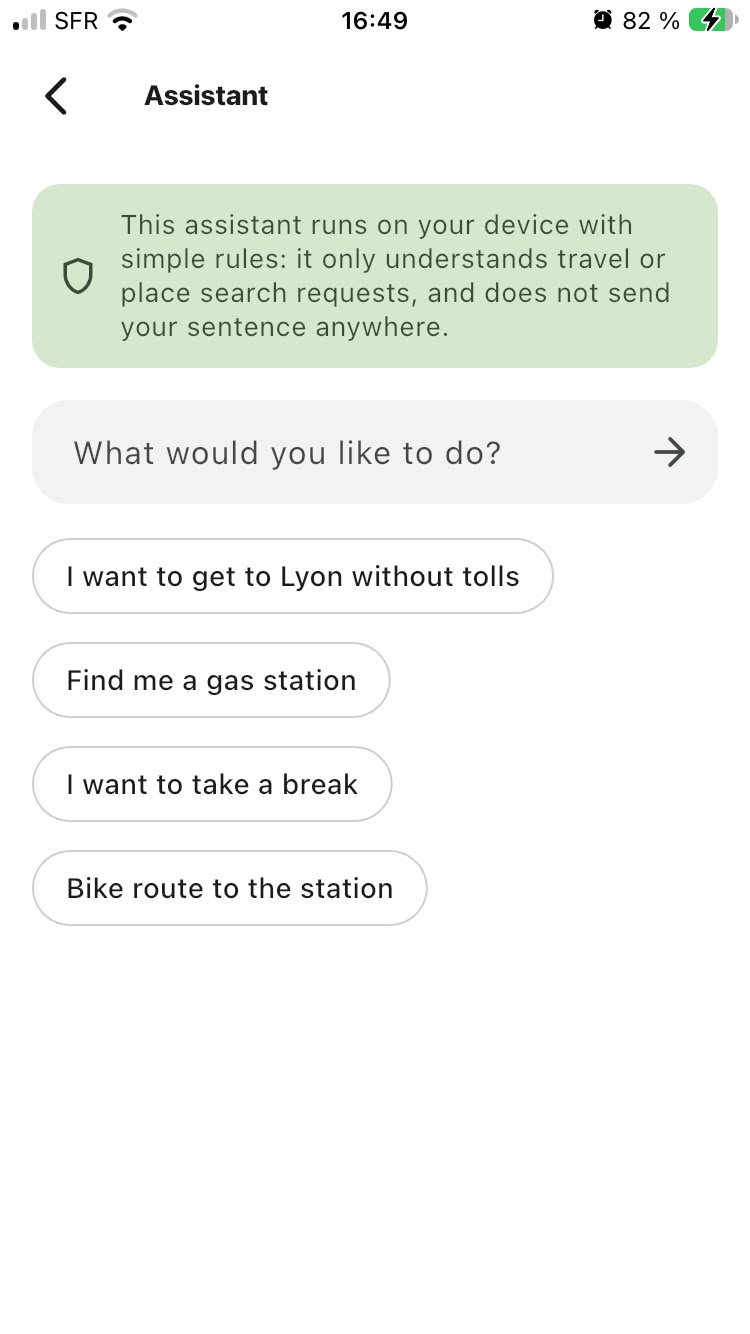 SFR 16:49 82 %
Assistant
This assistant runs on your device with
simple rules: it only understands travel or
place search requests, and does not send
your sentence anywhere.
What would you like to do?
I want to get to Lyon without tolls
Find me a gas station
I want to take a break
Bike route to the station